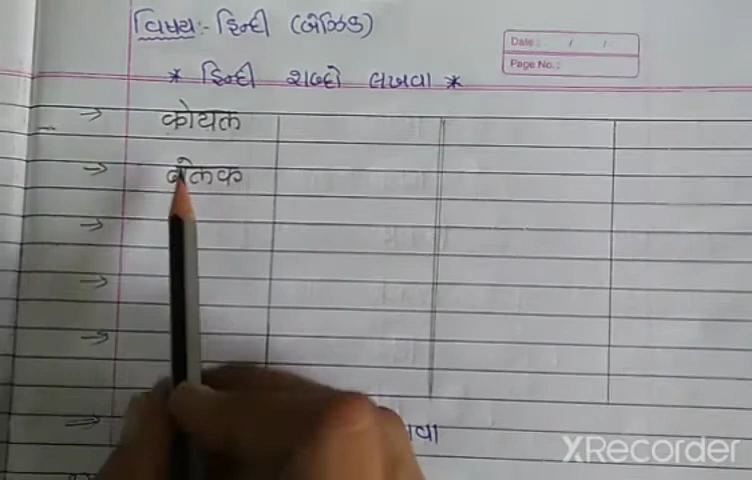 વિષય:- હિન્દી (બેઝિક)
Date : / /
Page No.:
* હિન્દી શબ્દો લખવા *
→ कोयल
→ लक
→
→
→
→ વા
XRecorder